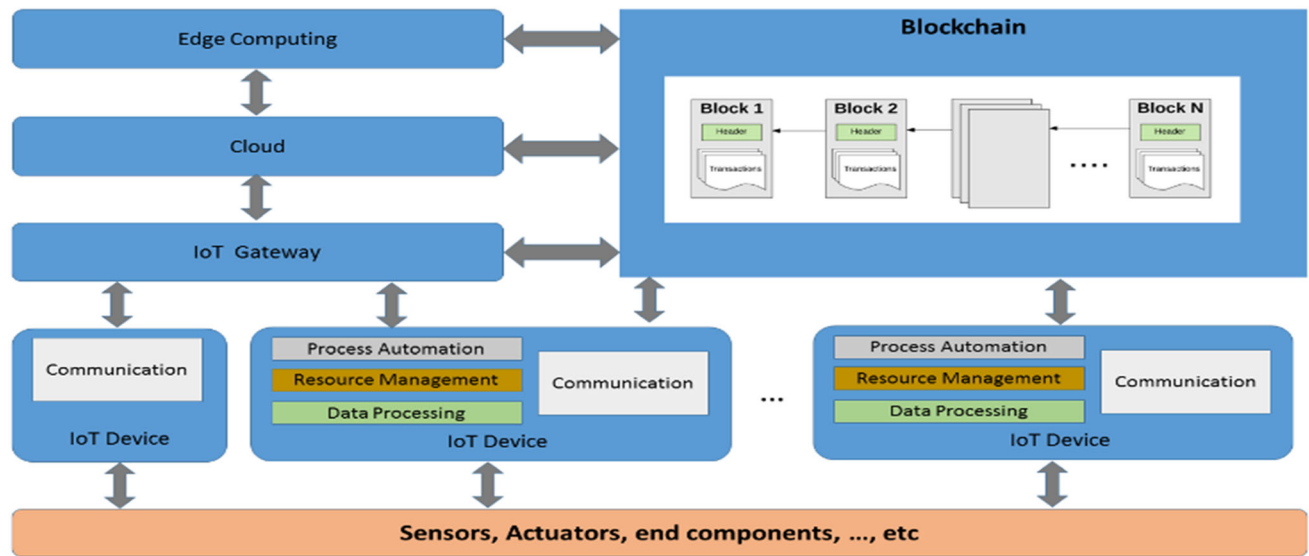 Edge Computing
Blockchain
Block 1
Block 2
Block N
Header
Header
Header
Transactions
Transactions
....
Transactions
Cloud
IoT Gateway
Communication
IoT Device
Process Automation
Resource Management
Data Processing
Communication
IoT Device
...
Process Automation
Resource Management
Data Processing
Communication
IoT Device
Sensors, Actuators, end components, ..., etc